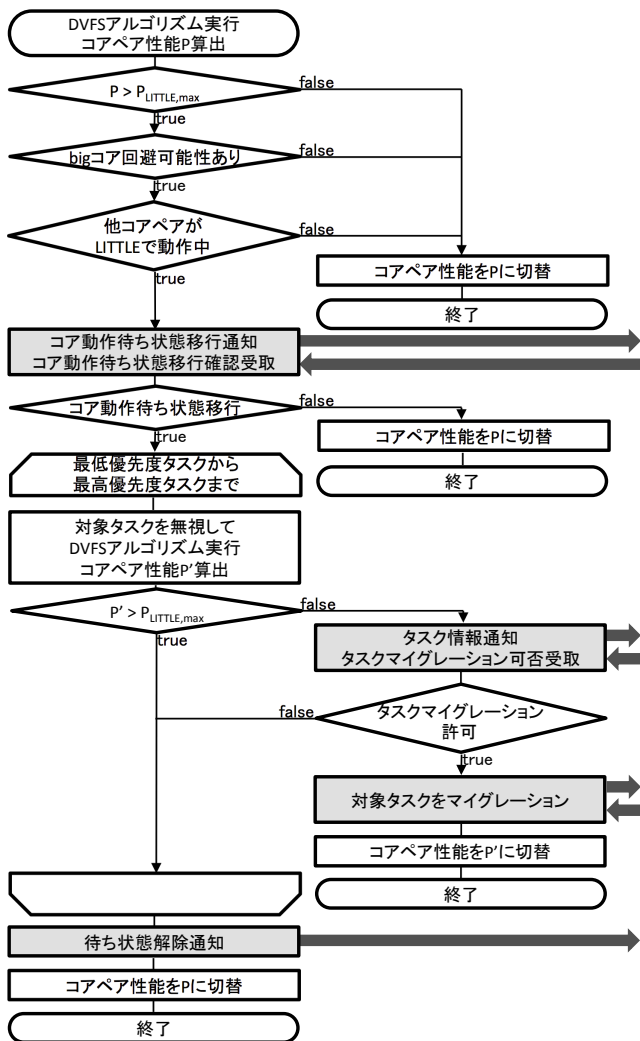 DVFSアルゴリズム実行
コアペア性能P算出
P > P_LITTLE,max
false
true
bigコア回避可能性あり
false
true
他コアペアが
LITTLEで動作中
false
true
コアペア性能をPに切替
終了
コア動作待ち状態移行通知
コア動作待ち状態移行確認受取
コア動作待ち状態移行
false
true
コアペア性能をPに切替
終了
最低優先度タスクから
最高優先度タスクまで
対象タスクを無視して
DVFSアルゴリズム実行
コアペア性能P'算出
P' > P_LITTLE,max
false
true
タスク情報通知
タスクマイグレーション可否受取
タスクマイグレーション
許可
false
true
対象タスクをマイグレーション
コアペア性能をP'に切替
終了
待ち状態解除通知
コアペア性能をPに切替
終了